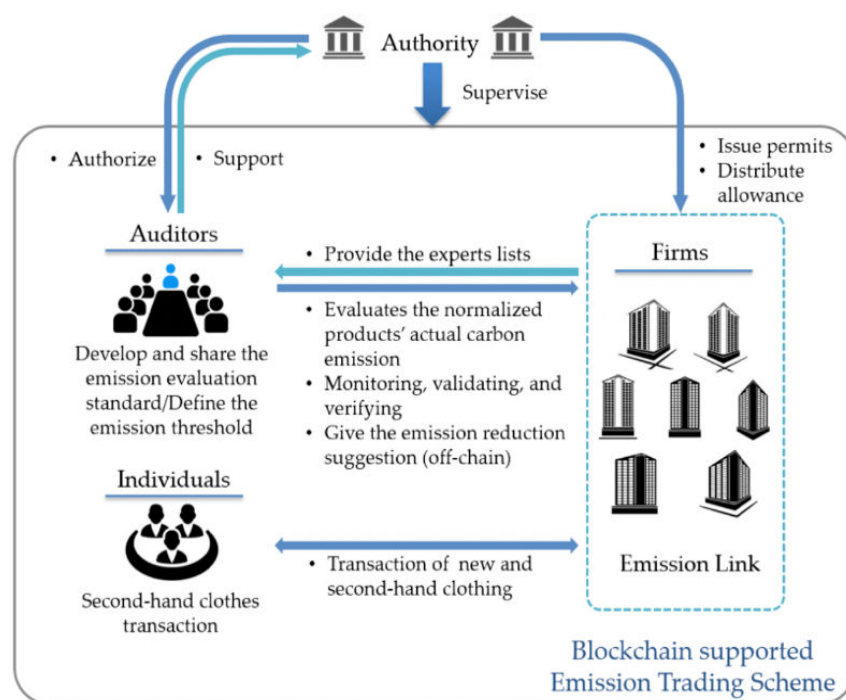 Authority
Supervise
• Authorize
• Support
• Issue permits
• Distribute
allowance
Auditors
Develop and share the
emission evaluation
standard/Define the
emission threshold
• Provide the experts lists
• Evaluates the normalized
products' actual carbon
emission
• Monitoring, validating, and
verifying
• Give the emission reduction
suggestion (off-chain)
Firms
Emission Link
Individuals
Second-hand clothes
transaction
• Transaction of new and
second-hand clothing
Blockchain supported
Emission Trading Scheme